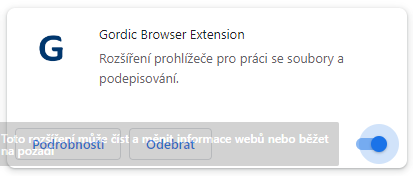 G
Gordic Browser Extension
Rozšíření prohlížeče pro práci se soubory a
podepisování.
Toto rozšíření může číst a měnit informace webů nebo běžet
na pozadí
Podrobnosti
Odebrat